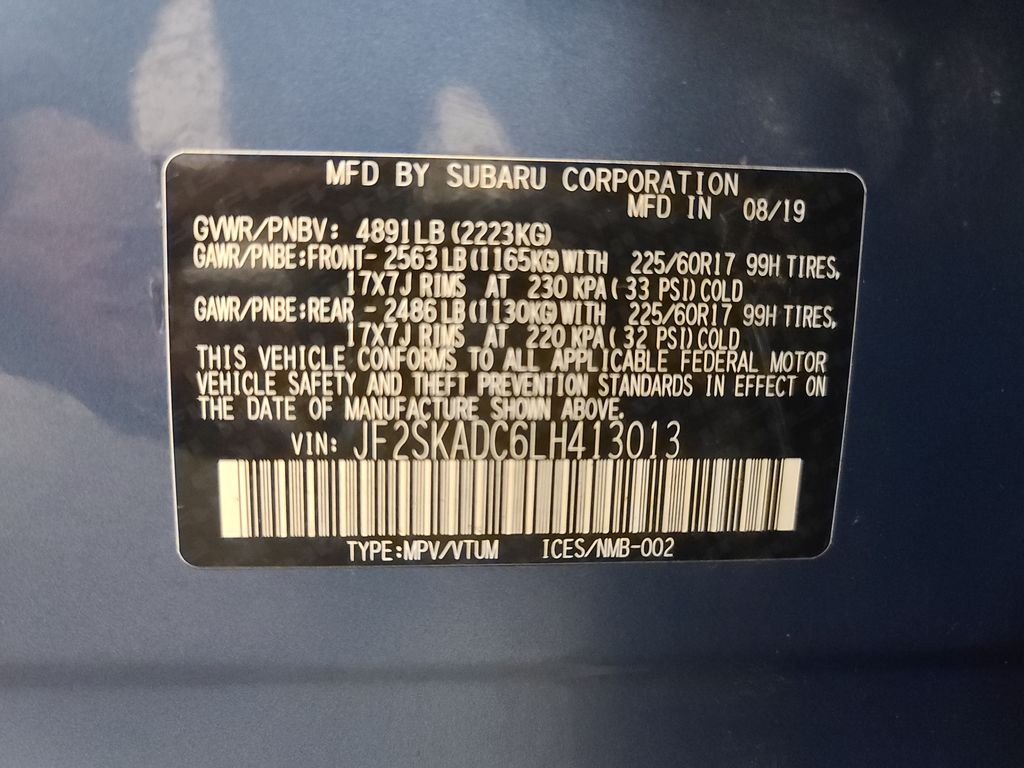 MFD BY SUBARU CORPORATION
MFD IN 08/19
GVWR/PNBV: 4891LB(2223KG)
GAWR/PNBE:FRONT- 2563LB(1165KG)WITH 225/60R17 99H TIRES,
17X7J RIMS AT 230 KPA( 33 PSI)COLD
GAWR/PNBE:REAR - 2486LB(1130KG)WITH 225/60R17 99H TIRES,
17X7J RIMS AT 220 KPA( 32 PSI)COLD
THIS VEHICLE CONFORMS TO ALL APPLICABLE FEDERAL MOTOR
VEHICLE SAFETY AND THEFT PREVENTION STANDARDS IN EFFECT ON
THE DATE OF MANUFACTURE SHOWN ABOVE.
VIN: JF2SKADC6LH413013
TYPE:MPV/VTUM ICES/NMB-002